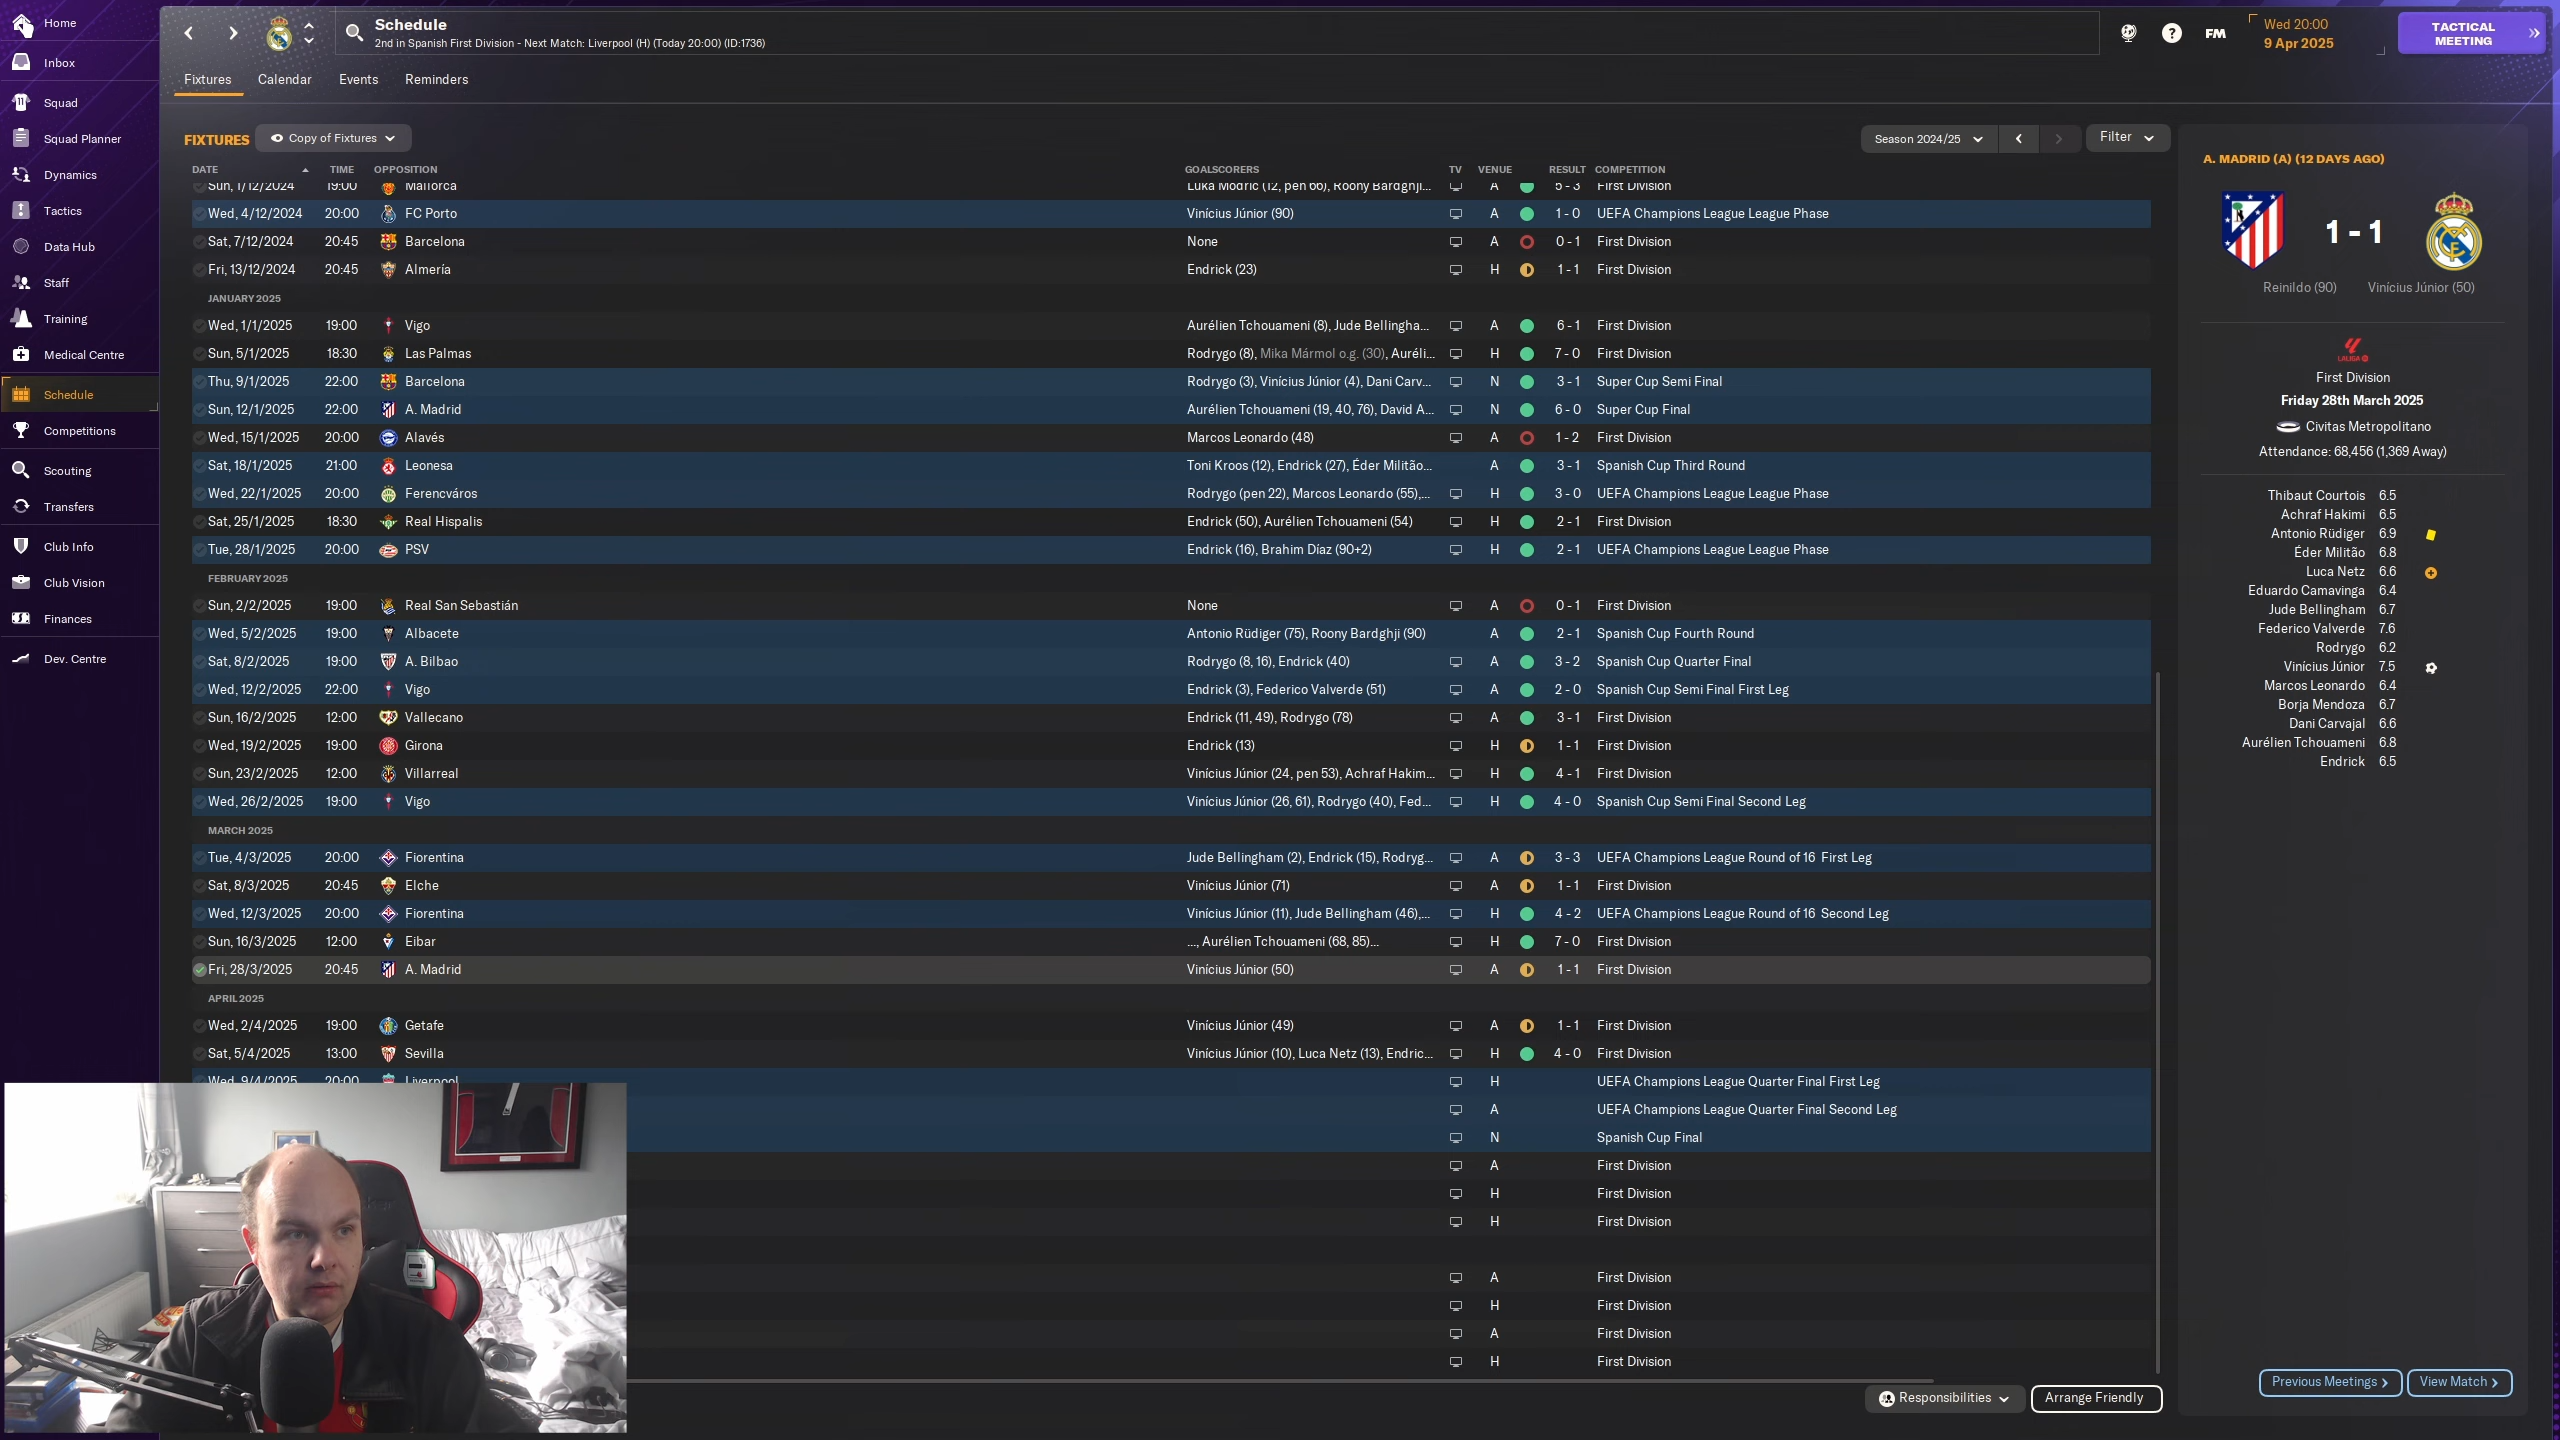 Home
Inbox
Squad
Squad Planner
Dynamics
Tactics
Data Hub
Staff
Training
Medical Centre
Schedule
Competitions
Scouting
Transfers
Club Info
Club Vision
Finances
Dev. Centre
Schedule
2nd in Spanish First Division - Next Match: Liverpool (H) (Today 20:00) (ID:1736)
FM
Wed 20:00
9 Apr 2025
TACTICAL MEETING
Fixtures Calendar Events Reminders
FIXTURES Copy of Fixtures Season 2024/25 Filter
DATE TIME OPPOSITION GOALSCORERS TV VENUE RESULT COMPETITION
Sun, 1/12/2024 19:00 Mallorca Luka Modric (12, pen 66), Roony Bardghji... A 5 - 3 First Division
Wed, 4/12/2024 20:00 FC Porto Vinícius Júnior (90) A 1 - 0 UEFA Champions League League Phase
Sat, 7/12/2024 20:45 Barcelona None A 0 - 1 First Division
Fri, 13/12/2024 20:45 Almería Endrick (23) H 1 - 1 First Division
JANUARY 2025
Wed, 1/1/2025 19:00 Vigo Aurélien Tchouameni (8), Jude Bellingha... A 6 - 1 First Division
Sun, 5/1/2025 18:30 Las Palmas Rodrygo (8), Mika Mármol o.g. (30), Auréli... H 7 - 0 First Division
Thu, 9/1/2025 22:00 Barcelona Rodrygo (3), Vinícius Júnior (4), Dani Carv... N 3 - 1 Super Cup Semi Final
Sun, 12/1/2025 22:00 A. Madrid Aurélien Tchouameni (19, 40, 76), David A... N 6 - 0 Super Cup Final
Wed, 15/1/2025 20:00 Alavés Marcos Leonardo (48) A 1 - 2 First Division
Sat, 18/1/2025 21:00 Leonesa Toni Kroos (12), Endrick (27), Éder Militão... A 3 - 1 Spanish Cup Third Round
Wed, 22/1/2025 20:00 Ferencváros Rodrygo (pen 22), Marcos Leonardo (55),... H 3 - 0 UEFA Champions League League Phase
Sat, 25/1/2025 18:30 Real Hispalis Endrick (50), Aurélien Tchouameni (54) H 2 - 1 First Division
Tue, 28/1/2025 20:00 PSV Endrick (16), Brahim Díaz (90+2) H 2 - 1 UEFA Champions League League Phase
FEBRUARY 2025
Sun, 2/2/2025 19:00 Real San Sebastián None A 0 - 1 First Division
Wed, 5/2/2025 19:00 Albacete Antonio Rüdiger (75), Roony Bardghji (90) A 2 - 1 Spanish Cup Fourth Round
Sat, 8/2/2025 19:00 A. Bilbao Rodrygo (8, 16), Endrick (40) A 3 - 2 Spanish Cup Quarter Final
Wed, 12/2/2025 22:00 Vigo Endrick (3), Federico Valverde (51) A 2 - 0 Spanish Cup Semi Final First Leg
Sun, 16/2/2025 12:00 Vallecano Endrick (11, 49), Rodrygo (78) A 3 - 1 First Division
Wed, 19/2/2025 19:00 Girona Endrick (13) H 1 - 1 First Division
Sun, 23/2/2025 12:00 Villarreal Vinícius Júnior (24, pen 53), Achraf Hakim... H 4 - 1 First Division
Wed, 26/2/2025 19:00 Vigo Vinícius Júnior (26, 61), Rodrygo (40), Fed... H 4 - 0 Spanish Cup Semi Final Second Leg
MARCH 2025
Tue, 4/3/2025 20:00 Fiorentina Jude Bellingham (2), Endrick (15), Rodryg... A 3 - 3 UEFA Champions League Round of 16 First Leg
Sat, 8/3/2025 20:45 Elche Vinícius Júnior (71) A 1 - 1 First Division
Wed, 12/3/2025 20:00 Fiorentina Vinícius Júnior (11), Jude Bellingham (46),... H 4 - 2 UEFA Champions League Round of 16 Second Leg
Sun, 16/3/2025 12:00 Eibar ..., Aurélien Tchouameni (68, 85)... H 7 - 0 First Division
Fri, 28/3/2025 20:45 A. Madrid Vinícius Júnior (50) A 1 - 1 First Division
APRIL 2025
Wed, 2/4/2025 19:00 Getafe Vinícius Júnior (49) A 1 - 1 First Division
Sat, 5/4/2025 13:00 Sevilla Vinícius Júnior (10), Luca Netz (13), Endric... H 4 - 0 First Division
Wed, 9/4/2025 20:00 Liverpool H UEFA Champions League Quarter Final First Leg
A UEFA Champions League Quarter Final Second Leg
N Spanish Cup Final
A First Division
H First Division
H First Division
A First Division
H First Division
A First Division
H First Division
Responsibilities Arrange Friendly
A. MADRID (A) (12 DAYS AGO)
1 - 1
Reinildo (90) Vinícius Júnior (50)
LALIGA
First Division
Friday 28th March 2025
Civitas Metropolitano
Attendance: 68,456 (1,369 Away)
Thibaut Courtois 6.5
Achraf Hakimi 6.5
Antonio Rüdiger 6.9
Éder Militão 6.8
Luca Netz 6.6
Eduardo Camavinga 6.4
Jude Bellingham 6.7
Federico Valverde 7.6
Rodrygo 6.2
Vinícius Júnior 7.5
Marcos Leonardo 6.4
Borja Mendoza 6.7
Dani Carvajal 6.6
Aurélien Tchouameni 6.8
Endrick 6.5
Previous Meetings View Match